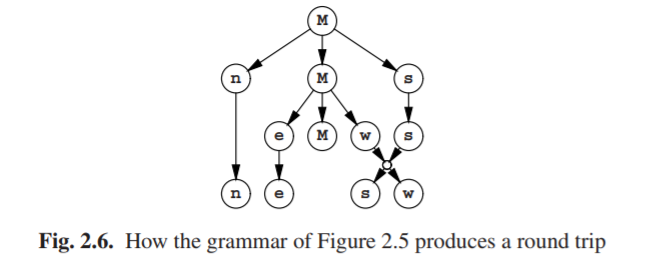 M
n M s
e M w s
n e s w
Fig. 2.6. How the grammar of Figure 2.5 produces a round trip